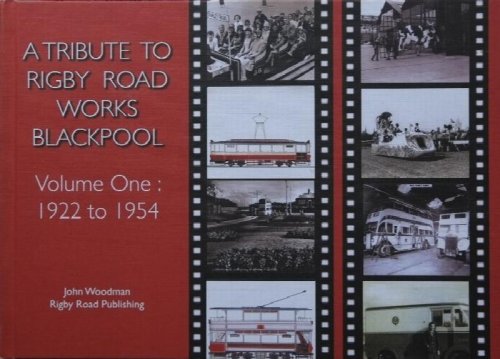 A TRIBUTE TO
RIGBY ROAD
WORKS
BLACKPOOL
Volume One :
1922 to 1954
John Woodman
Rigby Road Publishing